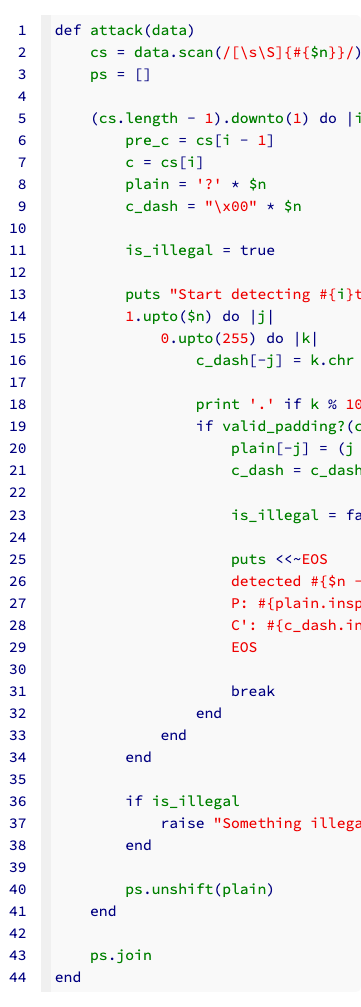 1 def attack(data)
2     cs = data.scan(/[\s\S]{#{$n}}/)
3     ps = []
4
5     (cs.length - 1).downto(1) do |i
6         pre_c = cs[i - 1]
7         c = cs[i]
8         plain = '?' * $n
9         c_dash = "\x00" * $n
10
11         is_illegal = true
12
13         puts "Start detecting #{i}t
14         1.upto($n) do |j|
15             0.upto(255) do |k|
16                 c_dash[-j] = k.chr
17
18                 print '.' if k % 10
19                 if valid_padding?(c
20                     plain[-j] = (j
21                     c_dash = c_dash
22
23                     is_illegal = fa
24
25                     puts <<~EOS
26                     detected #{$n -
27                     P: #{plain.insp
28                     C': #{c_dash.in
29                     EOS
30
31                     break
32                 end
33             end
34         end
35
36         if is_illegal
37             raise "Something illega
38         end
39
40         ps.unshift(plain)
41     end
42
43     ps.join
44 end